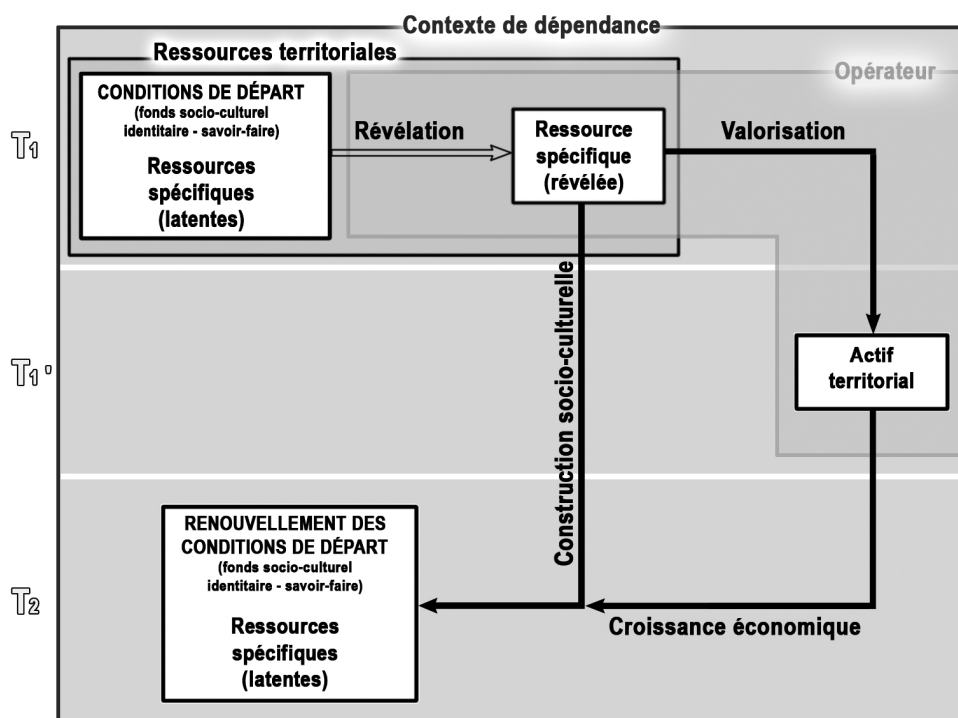 Contexte de dépendance
Ressources territoriales
Opérateur
T1
CONDITIONS DE DÉPART
(fonds socio-culturel
identitaire - savoir-faire)
Ressources
spécifiques
(latentes)
Révélation
Ressource
spécifique
(révélée)
Valorisation
Construction socio-culturelle
T1'
Actif
territorial
T2
RENOUVELLEMENT DES
CONDITIONS DE DÉPART
(fonds socio-culturel
identitaire - savoir-faire)
Ressources
spécifiques
(latentes)
Croissance économique